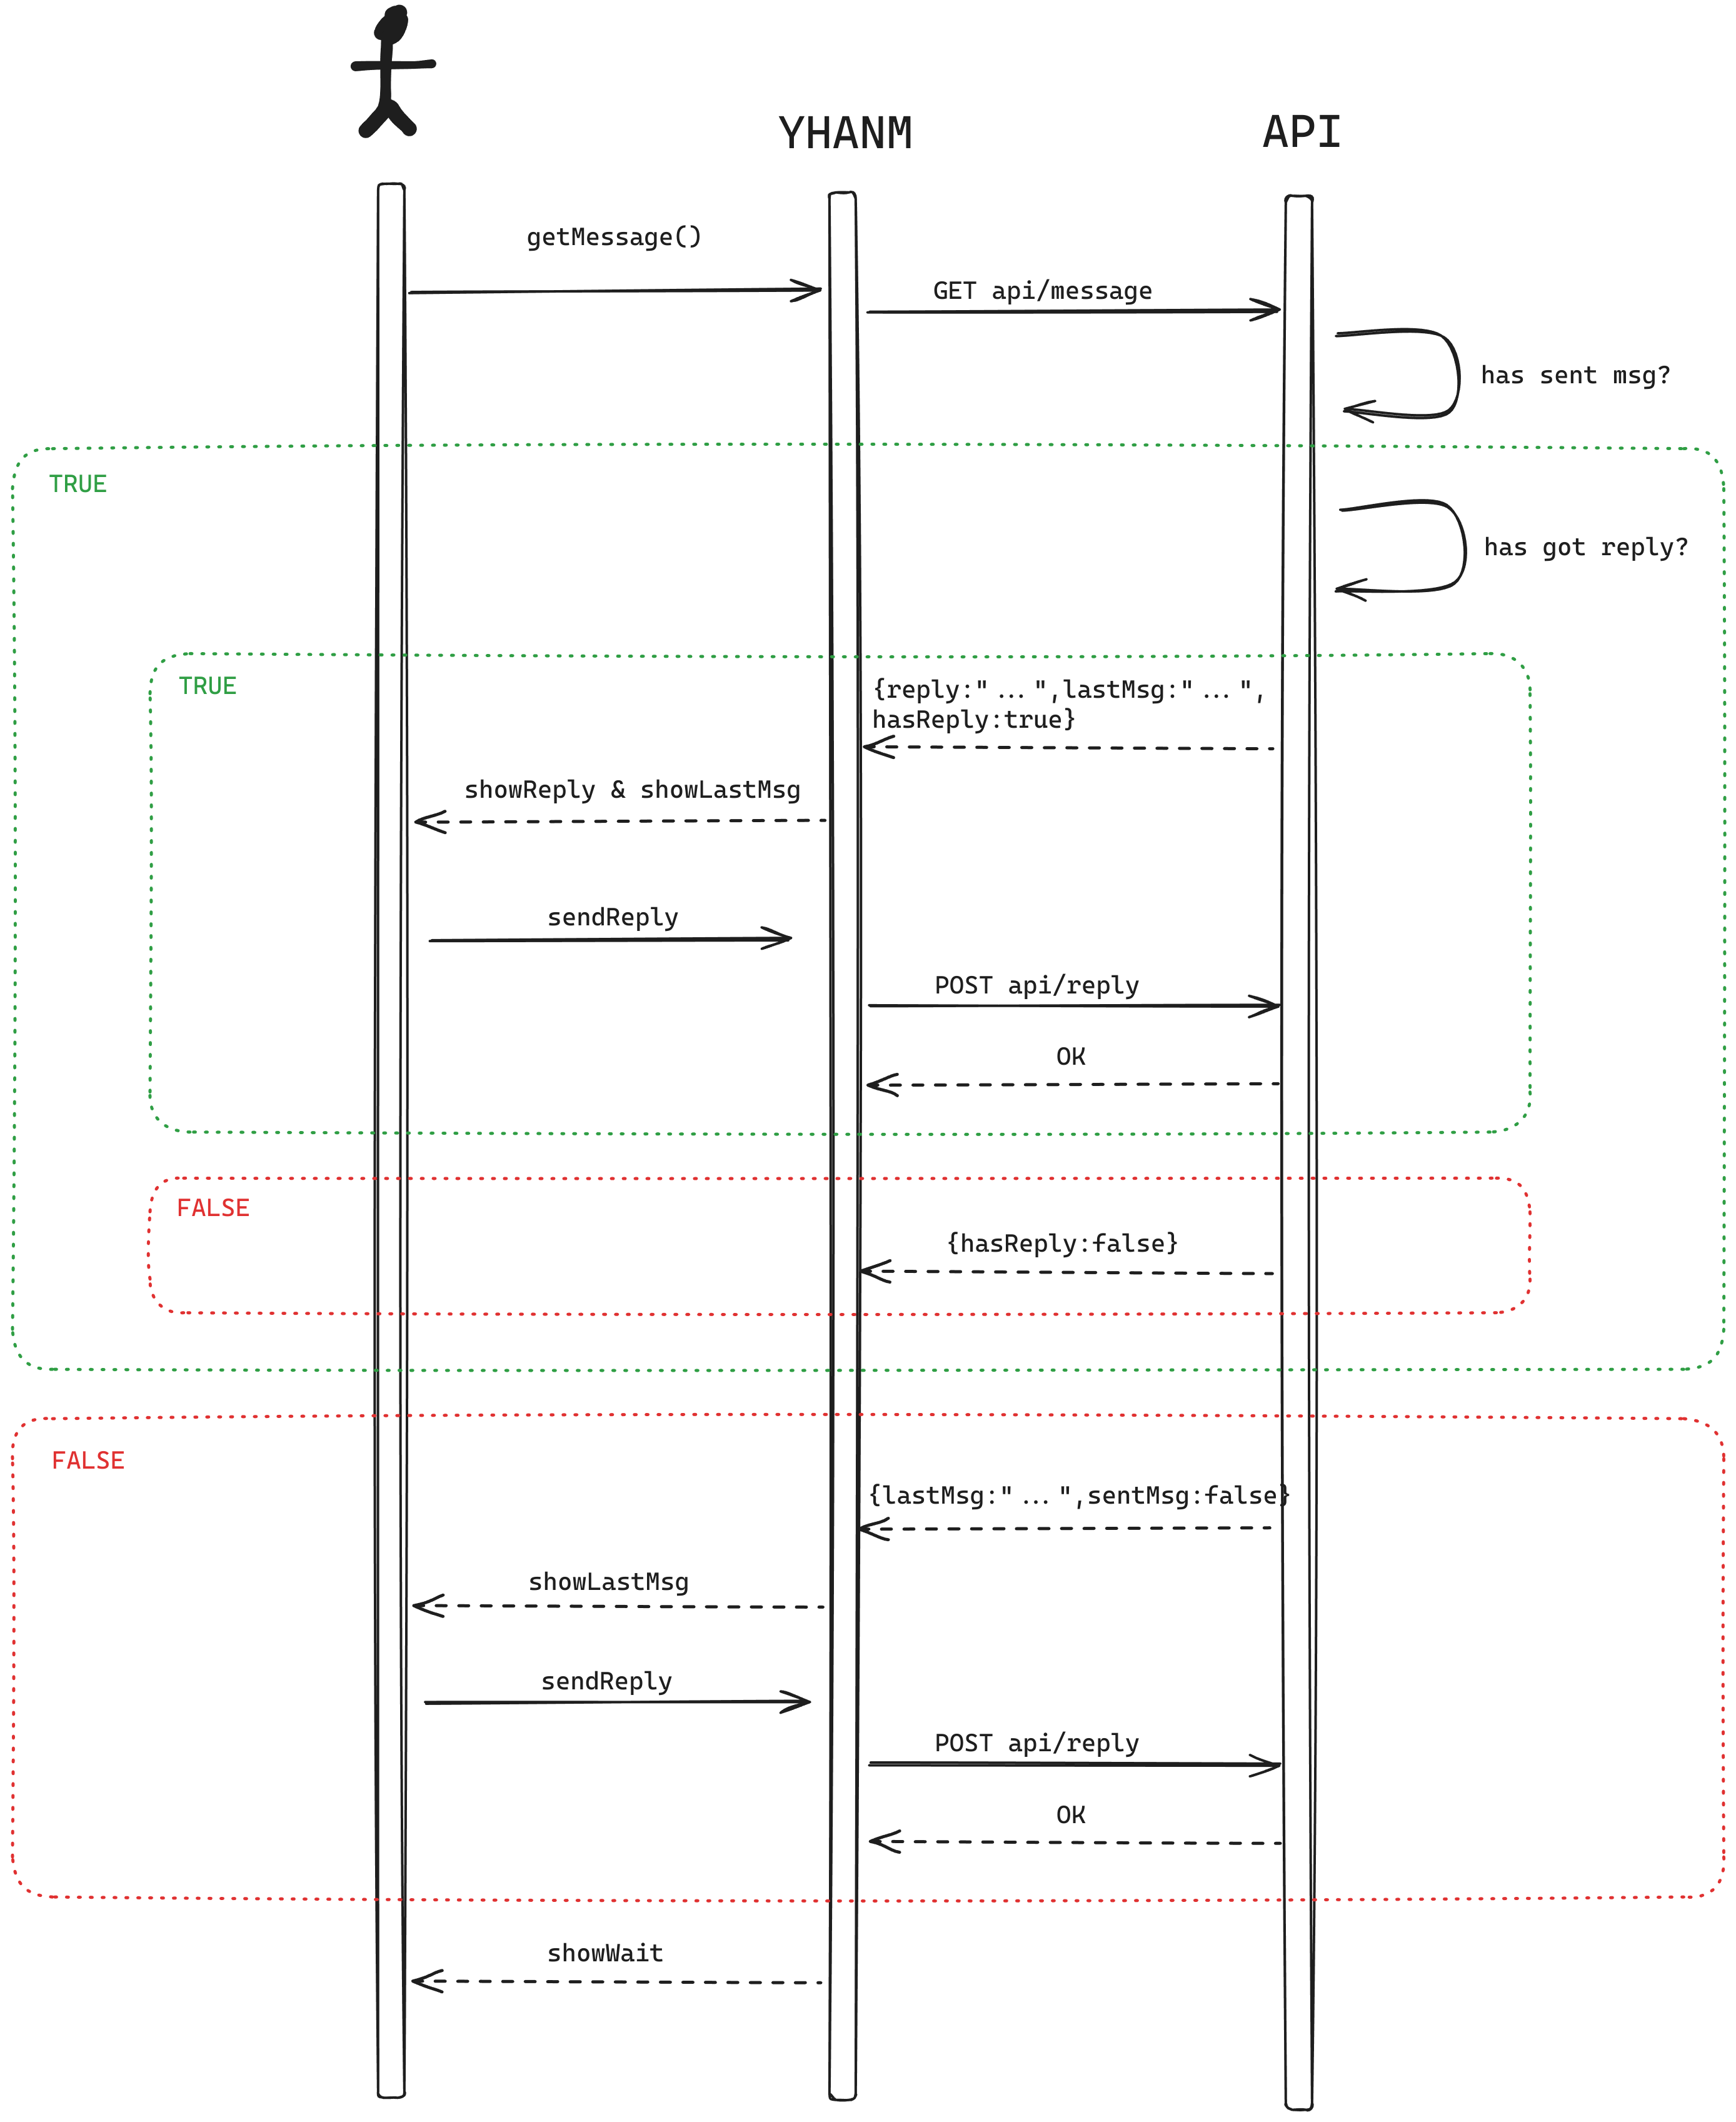 YHANM
API
getMessage()
GET api/message
has sent msg?
TRUE
has got reply?
TRUE
{reply:"...",lastMsg:"...",
hasReply:true}
showReply & showLastMsg
sendReply
POST api/reply
OK
FALSE
{hasReply:false}
FALSE
{lastMsg:"...",sentMsg:false}
showLastMsg
sendReply
POST api/reply
OK
showWait